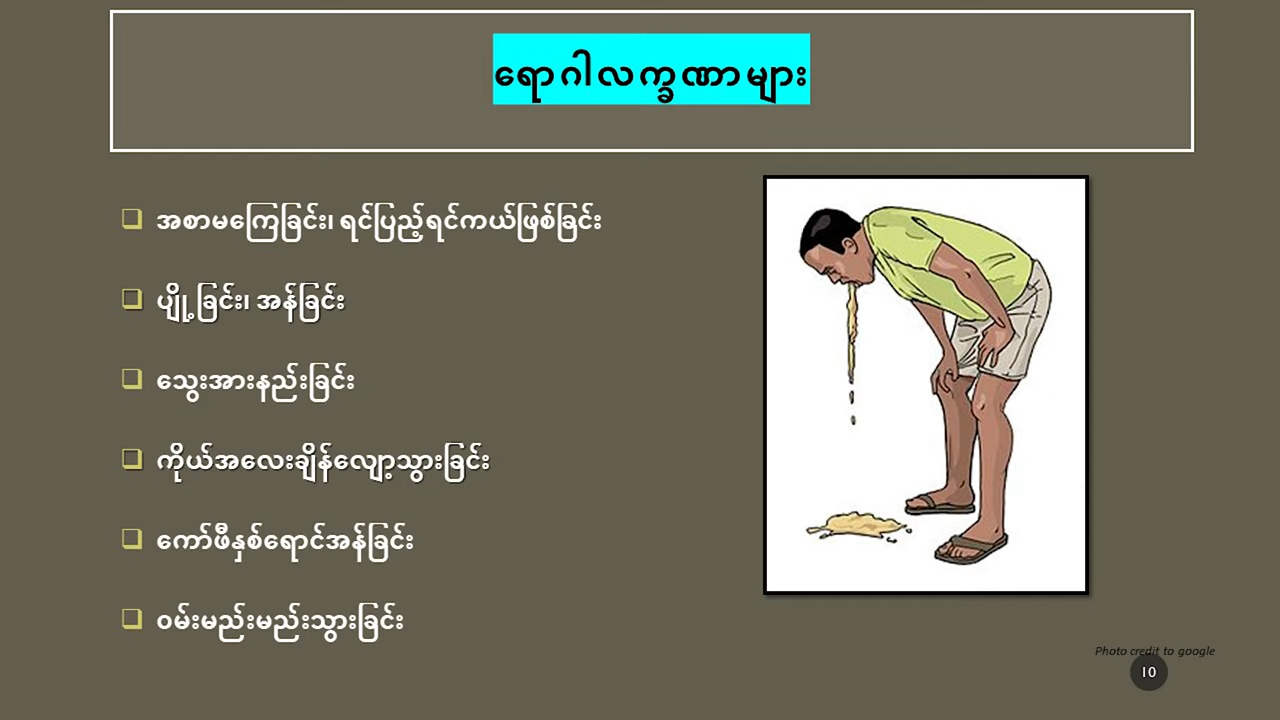 ရောဂါလက္ခဏာများ
အစာမကြေခြင်း၊ ရင်ပြည့်ရင်ကယ်ဖြစ်ခြင်း
ပျို့ခြင်း၊ အန်ခြင်း
သွေးအားနည်းခြင်း
ကိုယ်အလေးချိန်လျော့သွားခြင်း
ကော်ဖီနှစ်ရောင်အန်ခြင်း
ဝမ်းမည်းမည်းသွားခြင်း
Photo credit to google
10